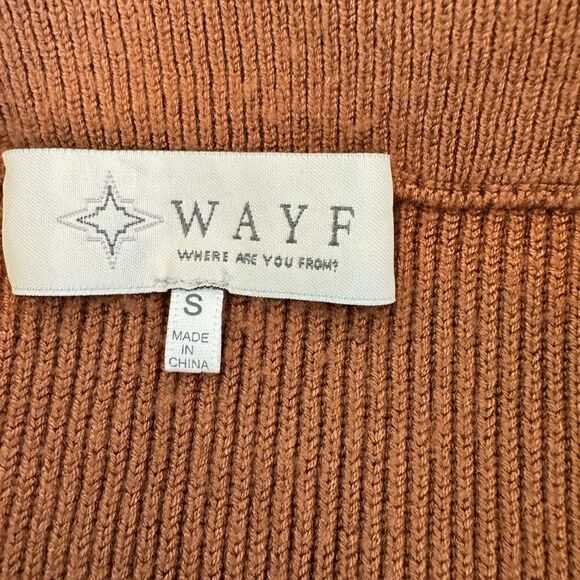 WAYF
WHERE ARE YOU FROM?
S
MADE
IN
CHINA